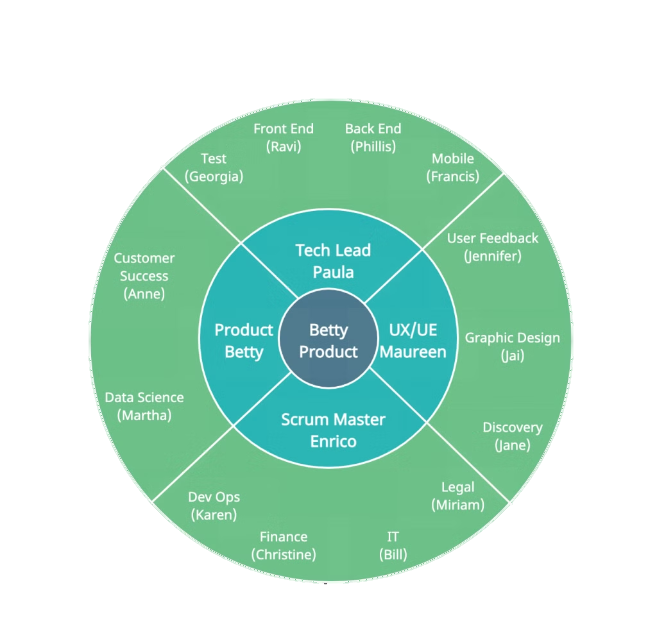 Front End
(Ravi)
Back End
(Phillis)
Test
(Georgia)
Mobile
(Francis)
User Feedback
(Jennifer)
Customer
Success
(Anne)
Tech Lead
Paula
Product
Betty
Betty
Product
UX/UE
Maureen
Graphic Design
(Jai)
Data Science
(Martha)
Scrum Master
Enrico
Discovery
(Jane)
Dev Ops
(Karen)
Legal
(Miriam)
Finance
(Christine)
IT
(Bill)